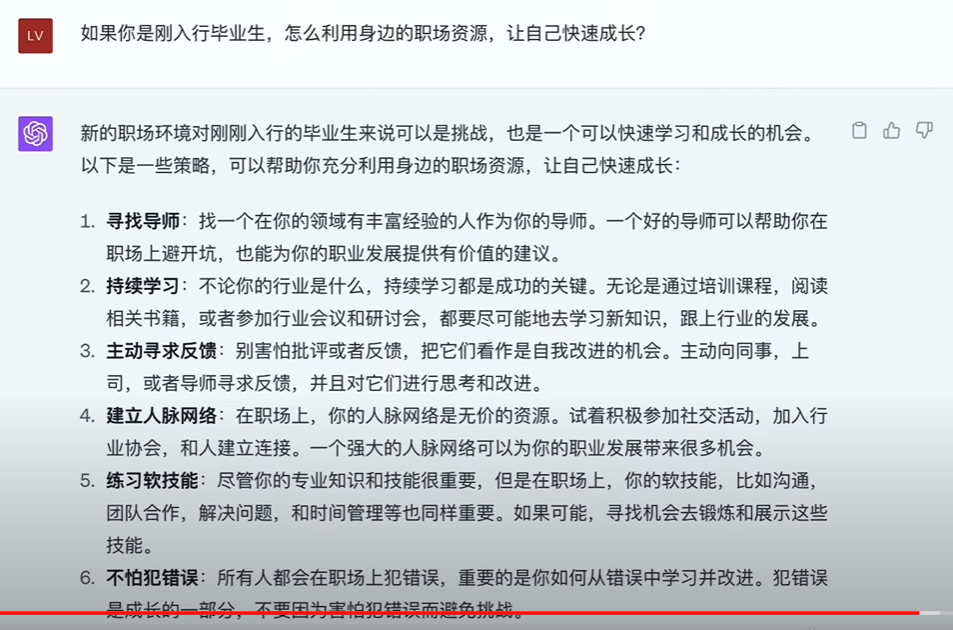 LV
如果你是刚入行毕业生，怎么利用身边的职场资源，让自己快速成长？
新的职场环境对刚刚入行的毕业生来说可以是挑战，也是一个可以快速学习和成长的机会。
以下是一些策略，可以帮助你充分利用身边的职场资源，让自己快速成长：
1. 寻找导师：找一个在你的领域有丰富经验的人作为你的导师。一个好的导师可以帮助你在
职场上避开坑，也能为你的职业发展提供有价值的建议。
2. 持续学习：不论你的行业是什么，持续学习都是成功的关键。无论是通过培训课程，阅读
相关书籍，或者参加行业会议和研讨会，都要尽可能地去学习新知识，跟上行业的发展。
3. 主动寻求反馈：别害怕批评或者反馈，把它们看作是自我改进的机会。主动向同事，上
司，或者导师寻求反馈，并且对它们进行思考和改进。
4. 建立人脉网络：在职场上，你的人脉网络是无价的资源。试着积极参加社交活动，加入行
业协会，和人建立连接。一个强大的人脉网络可以为你的职业发展带来很多机会。
5. 练习软技能：尽管你的专业知识和技能很重要，但是在职场上，你的软技能，比如沟通，
团队合作，解决问题，和时间管理等也同样重要。如果可能，寻找机会去锻炼和展示这些
技能。
6. 不怕犯错误：所有人都会在职场上犯错误，重要的是你如何从错误中学习并改进。犯错误
是成长的一部分，不要因为害怕犯错误而避免挑战。